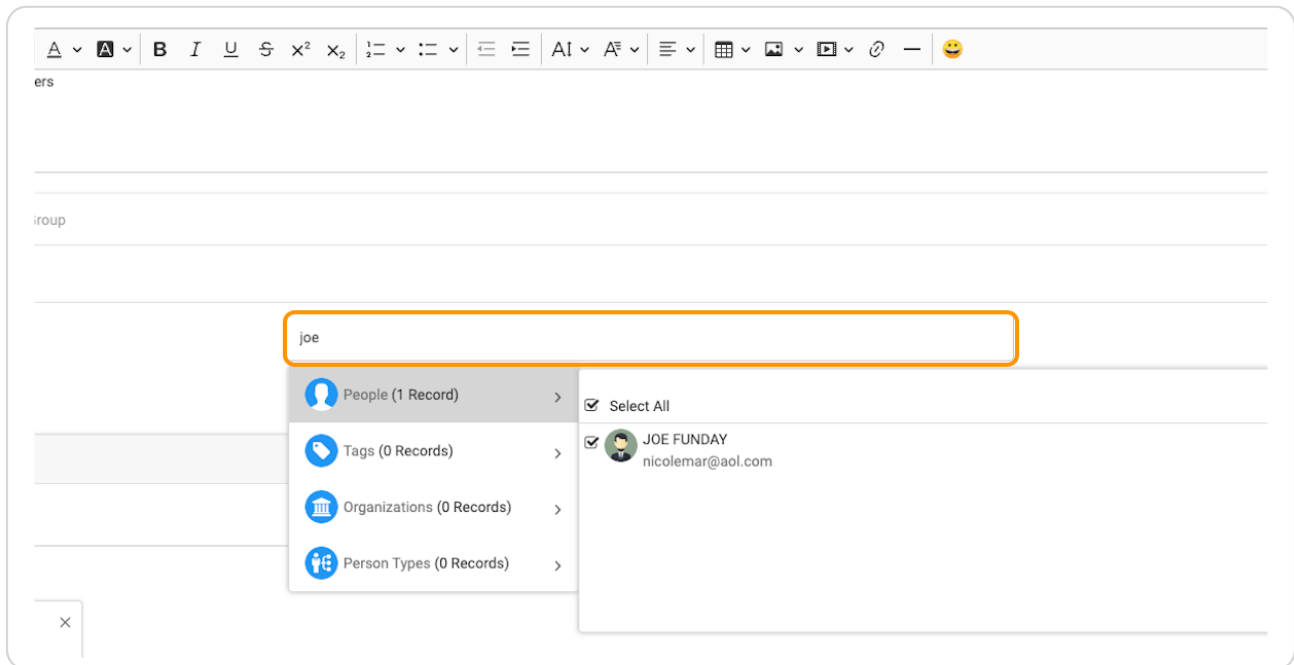 ers
Group
joe
People (1 Record)
Select All
JOE FUNDAY
nicolemar@aol.com
Tags (0 Records)
Organizations (0 Records)
Person Types (0 Records)